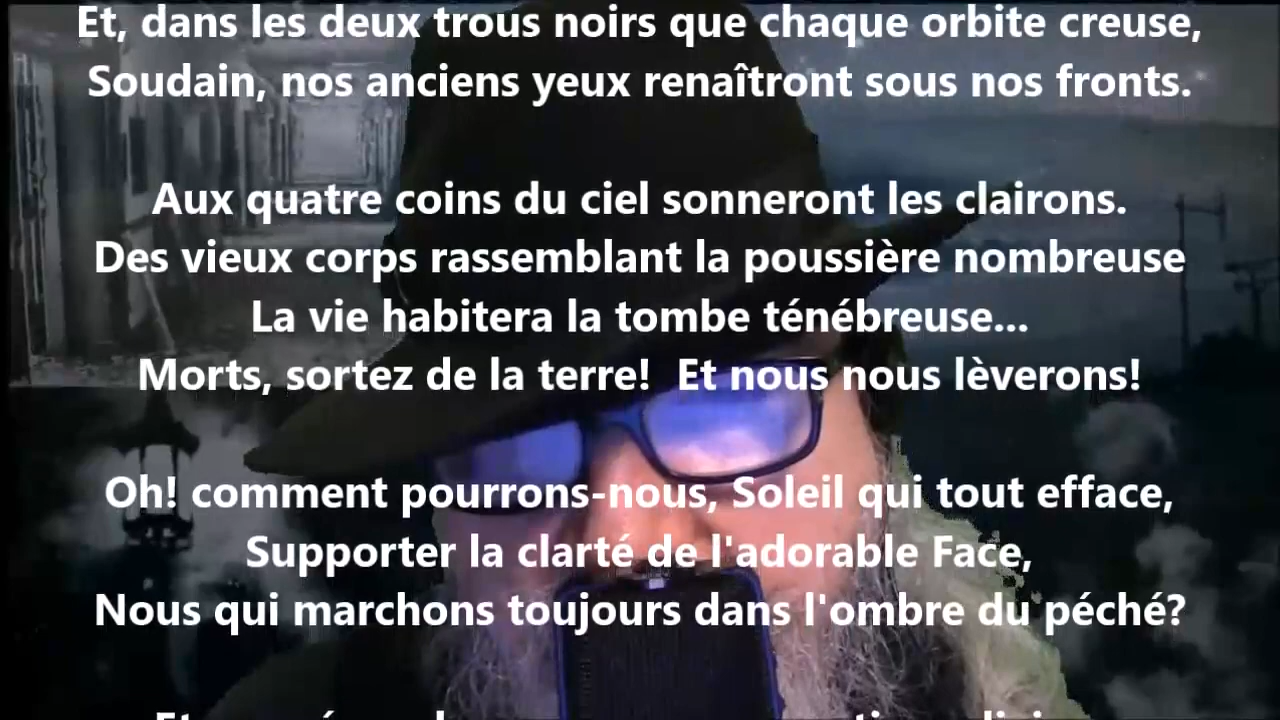 Et, dans les deux trous noirs que chaque orbite creuse,
Soudain, nos anciens yeux renaîtront sous nos fronts.
Aux quatre coins du ciel sonneront les clairons.
Des vieux corps rassemblant la poussière nombreuse
La vie habitera la tombe ténébreuse...
Morts, sortez de la terre!  Et nous nous lèverons!
Oh! comment pourrons-nous, Soleil qui tout efface,
Supporter la clarté de l'adorable Face,
Nous qui marchons toujours dans l'ombre du péché?